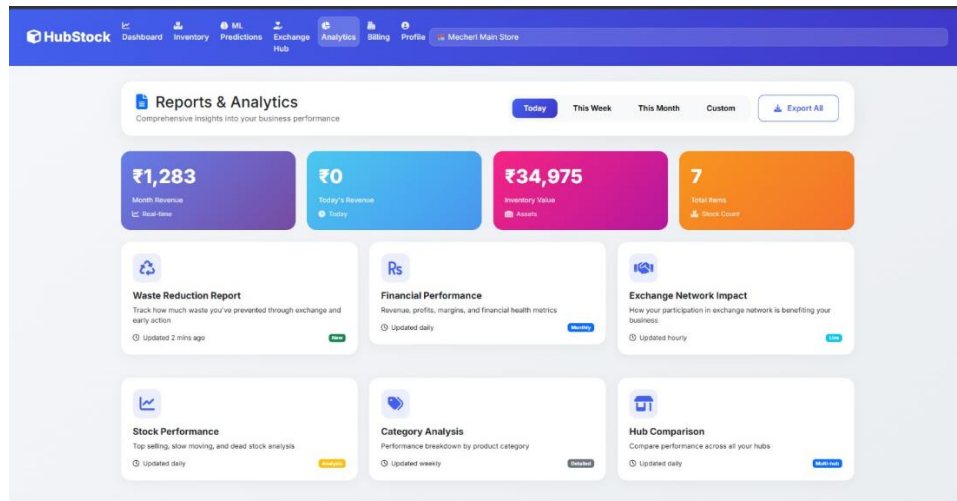 HubStock
Dashboard
Inventory
ML Predictions
Exchange Hub
Analytics
Billing
Profile
Mecheri Main Store
Reports & Analytics
Comprehensive insights into your business performance
Today
This Week
This Month
Custom
Export All
₹1,283
Month Revenue
Real-time
₹0
Today's Revenue
Today
₹34,975
Inventory Value
Assets
7
Total Items
Stock Count
Waste Reduction Report
Track how much waste you've prevented through exchange and
early action
Updated 2 mins ago
New
Rs
Financial Performance
Revenue, profits, margins, and financial health metrics
Updated daily
Monthly
Exchange Network Impact
How your participation in exchange network is benefiting your
business
Updated hourly
Live
Stock Performance
Top selling, slow moving, and dead stock analysis
Updated daily
Analysis
Category Analysis
Performance breakdown by product category
Updated weekly
Detailed
Hub Comparison
Compare performance across all your hubs
Updated daily
Multi-hub